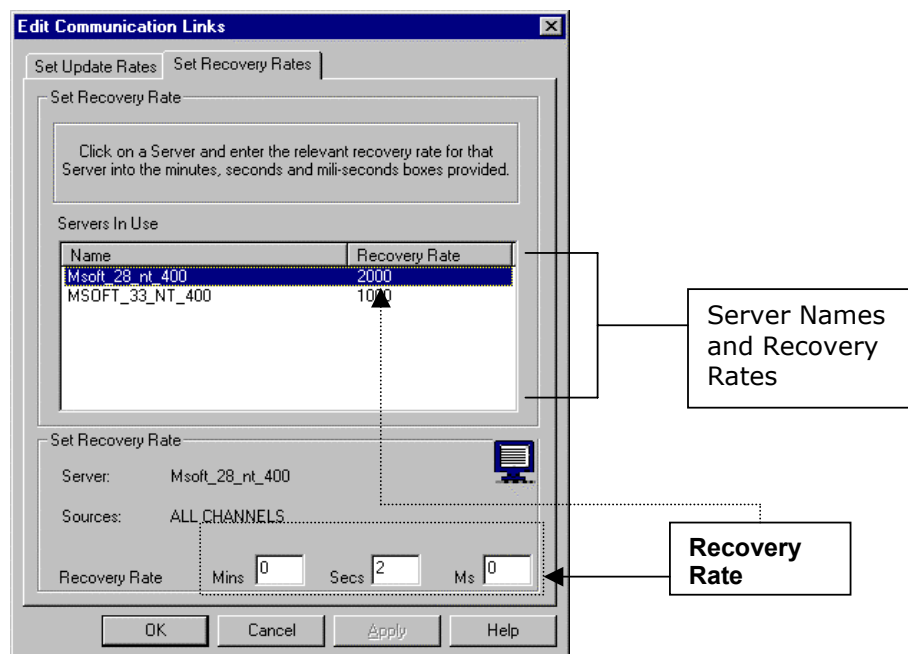 Edit Communication Links
Set Update Rates
Set Recovery Rates
Set Recovery Rate
Click on a Server and enter the relevant recovery rate for that
Server into the minutes, seconds and mili-seconds boxes provided.
Servers In Use
Name Recovery Rate
Msoft_28_nt_400 2000
MSOFT_33_NT_400 1000
Server Names
and Recovery
Rates
Set Recovery Rate
Server: Msoft_28_nt_400
Sources: ALL CHANNELS
Recovery Rate Mins 0 Secs 2 Ms 0
Recovery
Rate
OK Cancel Apply Help